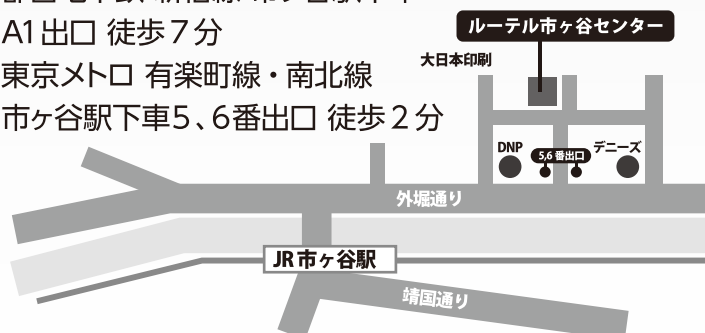 A1出口 徒歩7分
東京メトロ 有楽町線・南北線
市ヶ谷駅下車5、6番出口 徒歩2分
ルーテル市ヶ谷センター
大日本印刷
DNP
5,6 番出口
デニーズ
外堀通り
JR市ヶ谷駅
靖国通り